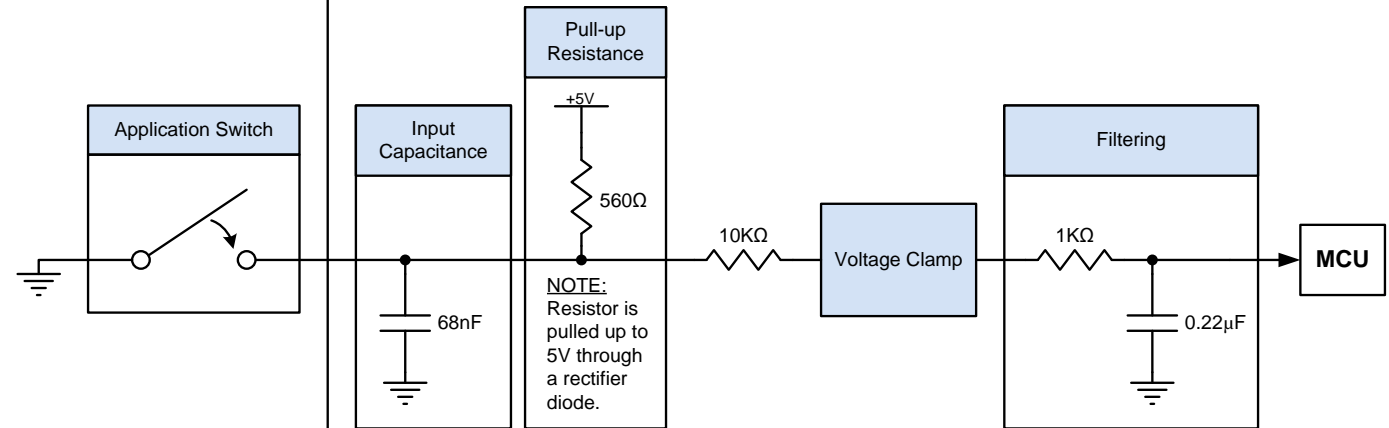 Application Switch
Input
Capacitance
68nF
Pull-up
Resistance
+5V
560Ω
NOTE:
Resistor is
pulled up to
5V through
a rectifier
diode.
10KΩ
Voltage Clamp
Filtering
1KΩ
0.22μF
MCU